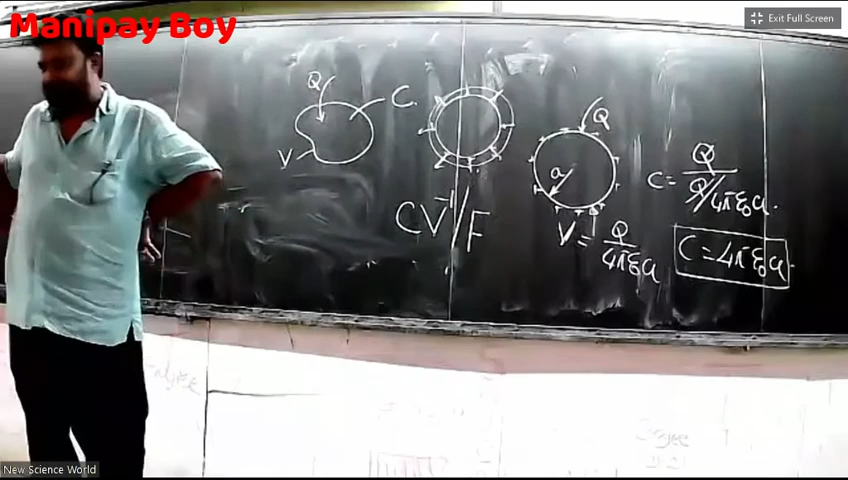 Manipay Boy
Exit Full Screen
Q
C
V
CV⁻¹/F
Q
a
V = Q/4πε₀a
C = Q / Q/4πε₀a
C = 4πε₀a
New Science World